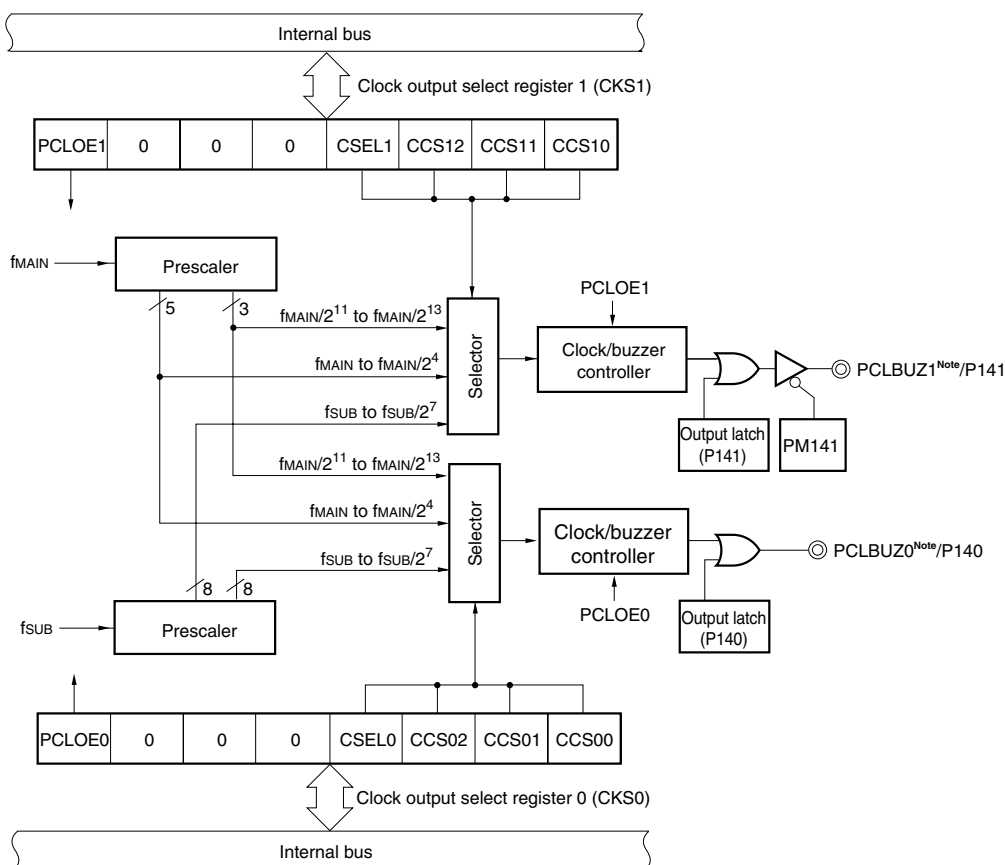 Internal bus
Clock output select register 1 (CKS1)
PCLOE1 0 0 0 CSEL1 CCS12 CCS11 CCS10
fMAIN
Prescaler
5
3
PCLOE1
fMAIN/2^11 to fMAIN/2^13
fMAIN to fMAIN/2^4
fSUB to fSUB/2^7
Selector
Clock/buzzer
controller
PCLBUZ1^Note/P141
Output latch
(P141)
PM141
fMAIN/2^11 to fMAIN/2^13
fMAIN to fMAIN/2^4
fSUB to fSUB/2^7
Selector
Clock/buzzer
controller
PCLBUZ0^Note/P140
8
8
PCLOE0
fSUB
Prescaler
Output latch
(P140)
PCLOE0 0 0 0 CSEL0 CCS02 CCS01 CCS00
Clock output select register 0 (CKS0)
Internal bus